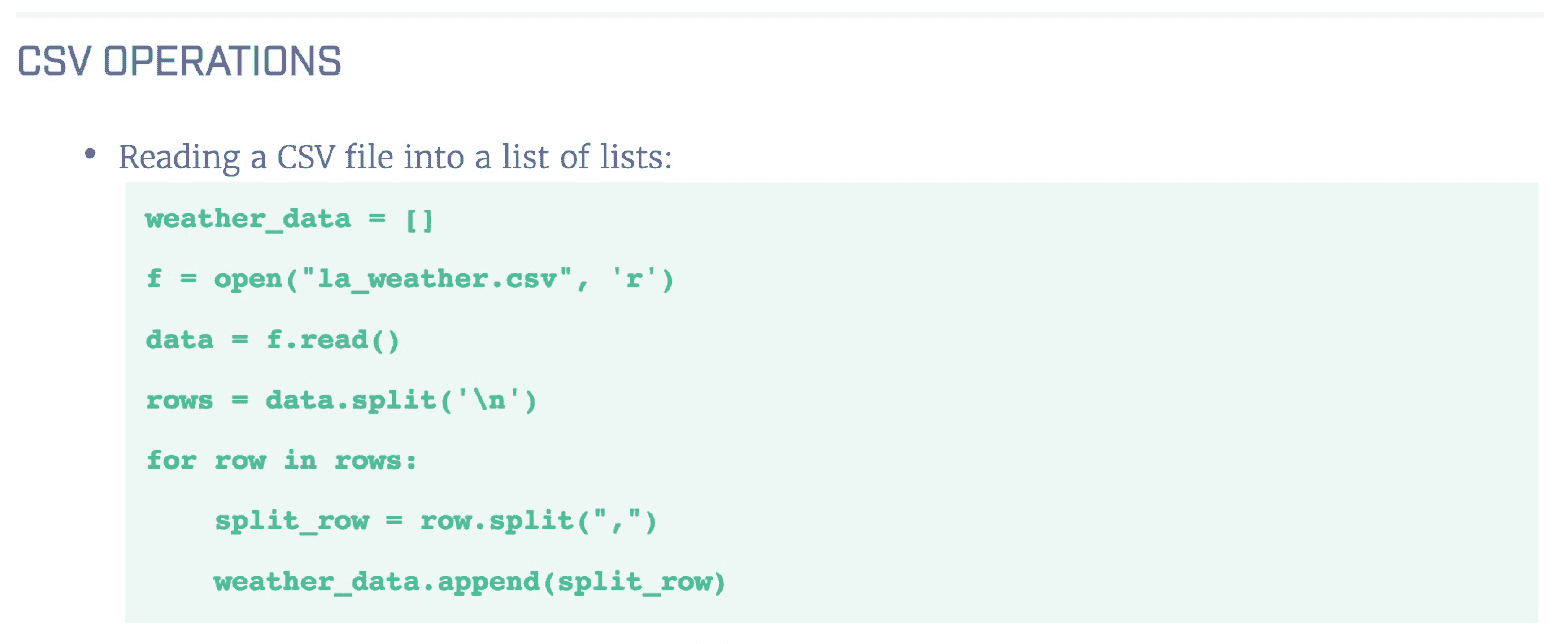 CSV OPERATIONS
• Reading a CSV file into a list of lists:
weather_data = []
f = open("la_weather.csv", 'r')
data = f.read()
rows = data.split('\n')
for row in rows:
    split_row = row.split(",")
    weather_data.append(split_row)